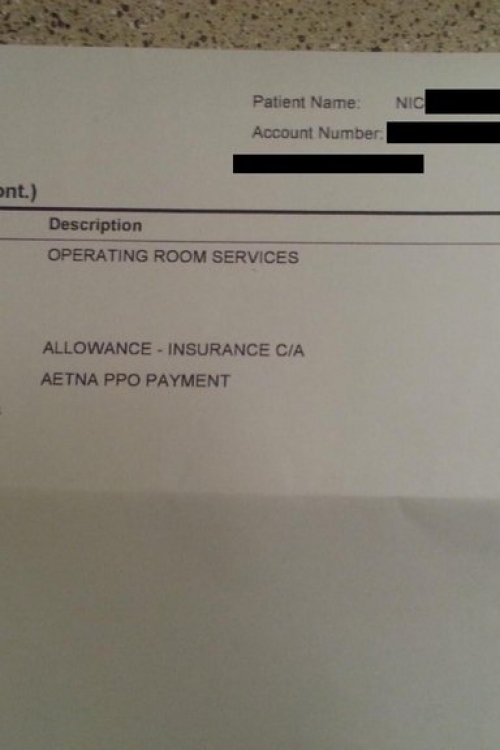 Patient Name: NIC
Account Number:
ont.)
Description
OPERATING ROOM SERVICES
ALLOWANCE - INSURANCE C/A
AETNA PPO PAYMENT